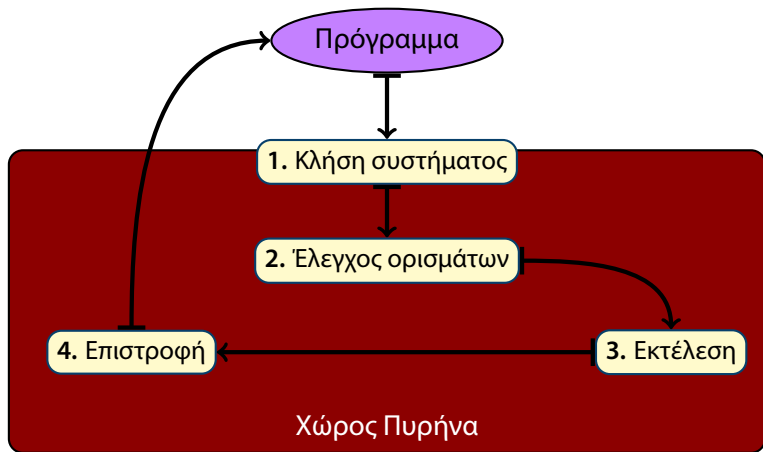 Πρόγραμμα
1. Κλήση συστήματος
2. Έλεγχος ορισμάτων
4. Επιστροφή
3. Εκτέλεση
Χώρος Πυρήνα